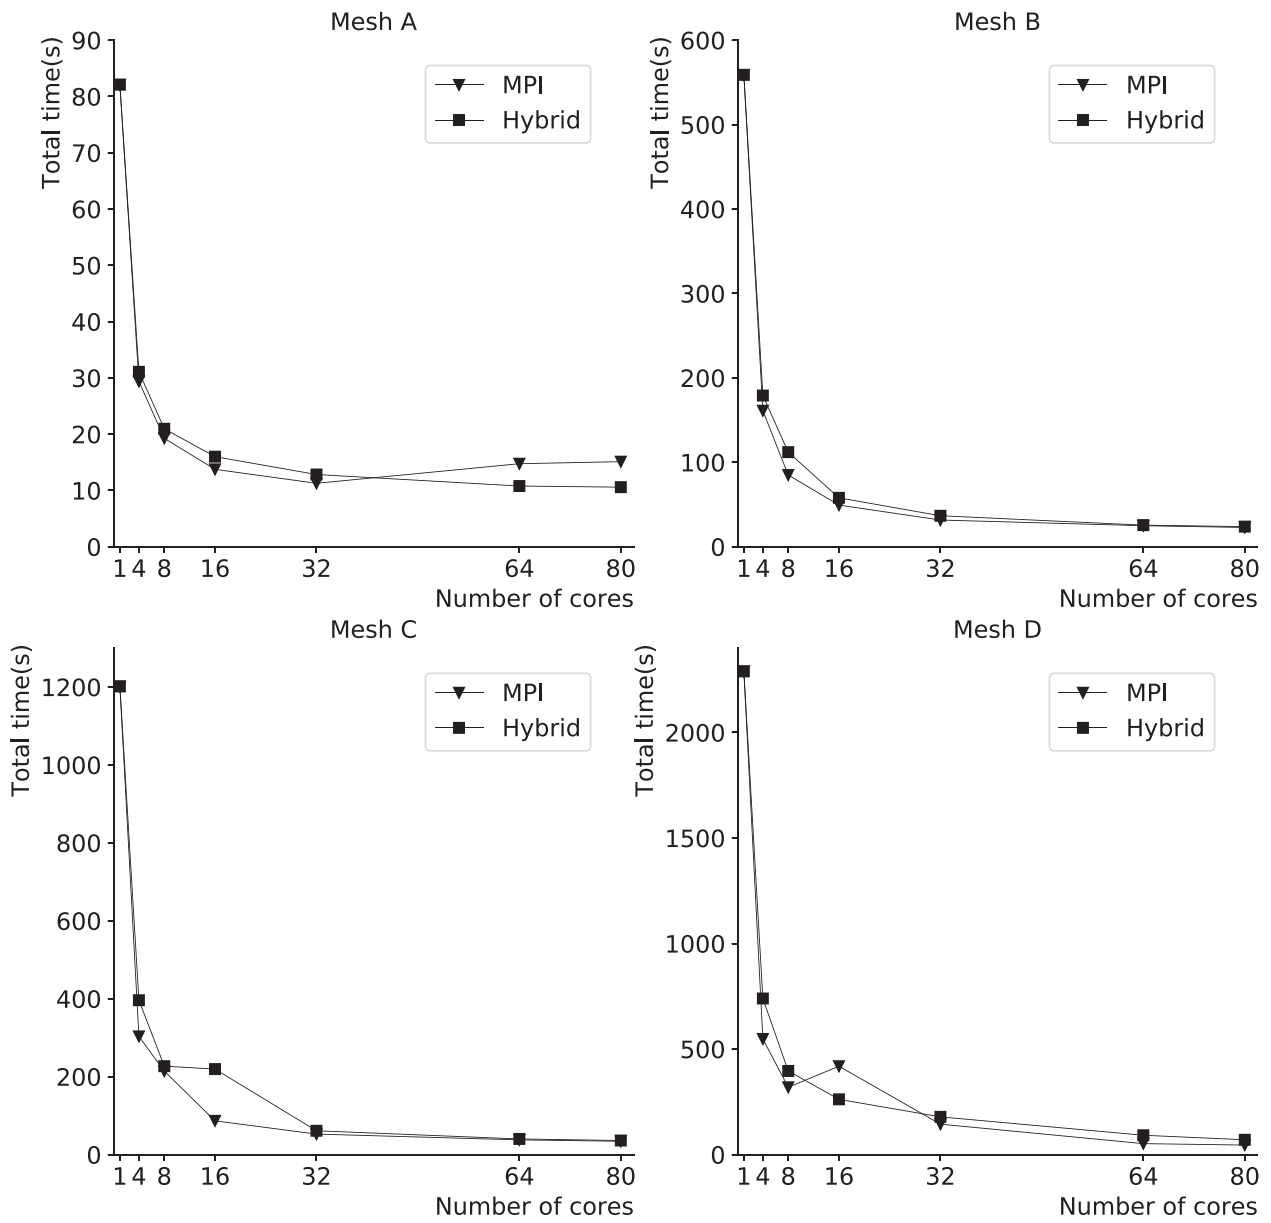 Mesh A
Total time(s)
90
80
70
60
50
40
30
20
10
0
MPI
Hybrid
1 4 8 16 32 64 80
Number of cores
Mesh B
Total time(s)
600
500
400
300
200
100
0
MPI
Hybrid
1 4 8 16 32 64 80
Number of cores
Mesh C
Total time(s)
1200
1000
800
600
400
200
0
MPI
Hybrid
1 4 8 16 32 64 80
Number of cores
Mesh D
Total time(s)
2000
1500
1000
500
0
MPI
Hybrid
1 4 8 16 32 64 80
Number of cores